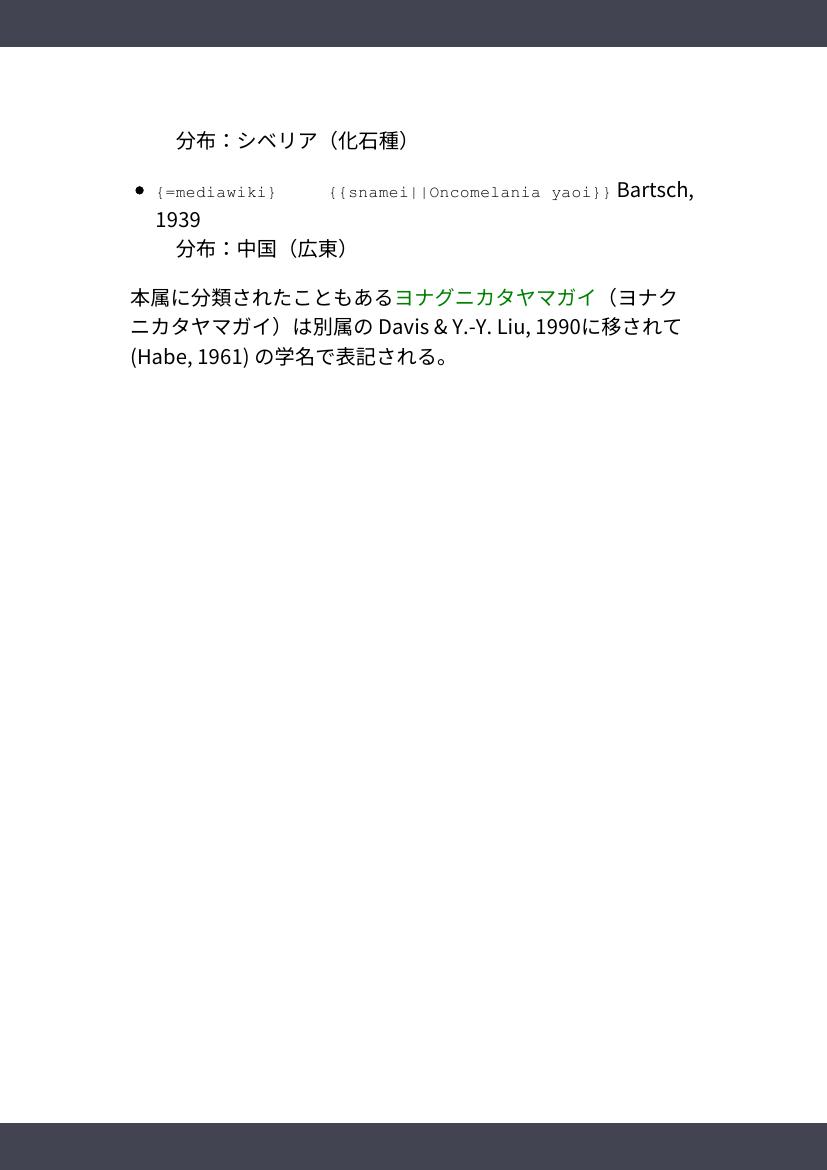 分布：シベリア（化石種）
● {=mediawiki} {{snamei||Oncomelania yaoi}} Bartsch,
1939
分布：中国（広東）
本属に分類されたこともあるヨナグニカタヤマガイ（ヨナク
ニカタヤマガイ）は別属の Davis & Y.-Y. Liu, 1990に移されて
(Habe, 1961) の学名で表記される。